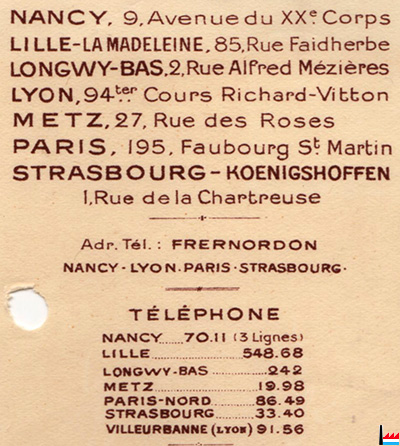 NANCY, 9, Avenue du XXe Corps
LILLE-LA MADELEINE, 85, Rue Faidherbe
LONGWY-BAS, 2, Rue Alfred Mézières
LYON, 94ter Cours Richard-Vitton
METZ, 27, Rue des Roses
PARIS, 195, Faubourg St Martin
STRASBOURG-KOENIGSHOFFEN
1, Rue de la Chartreuse
Adr. Tél. : FRERNORDON
NANCY-LYON.PARIS.STRASBOURG.
TÉLÉPHONE
NANCY......70.11 (3 Lignes)
LILLE..................548.68
LONGWY-BAS..........242
METZ....................19.98
PARIS-NORD........86.49
STRASBOURG.......33.40
VILLEURBANNE (LYON) 91.56